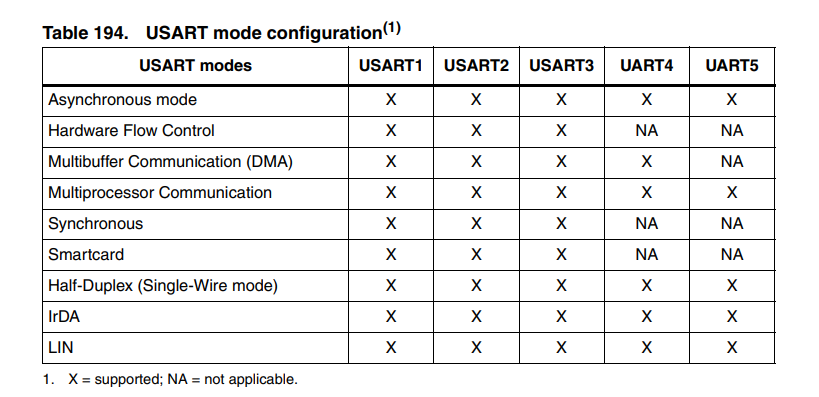 Table 194. USART mode configuration(1)
USART modes USART1 USART2 USART3 UART4 UART5
Asynchronous mode X X X X X
Hardware Flow Control X X X NA NA
Multibuffer Communication (DMA) X X X X NA
Multiprocessor Communication X X X X X
Synchronous X X X NA NA
Smartcard X X X NA NA
Half-Duplex (Single-Wire mode) X X X X X
IrDA X X X X X
LIN X X X X X
1. X = supported; NA = not applicable.